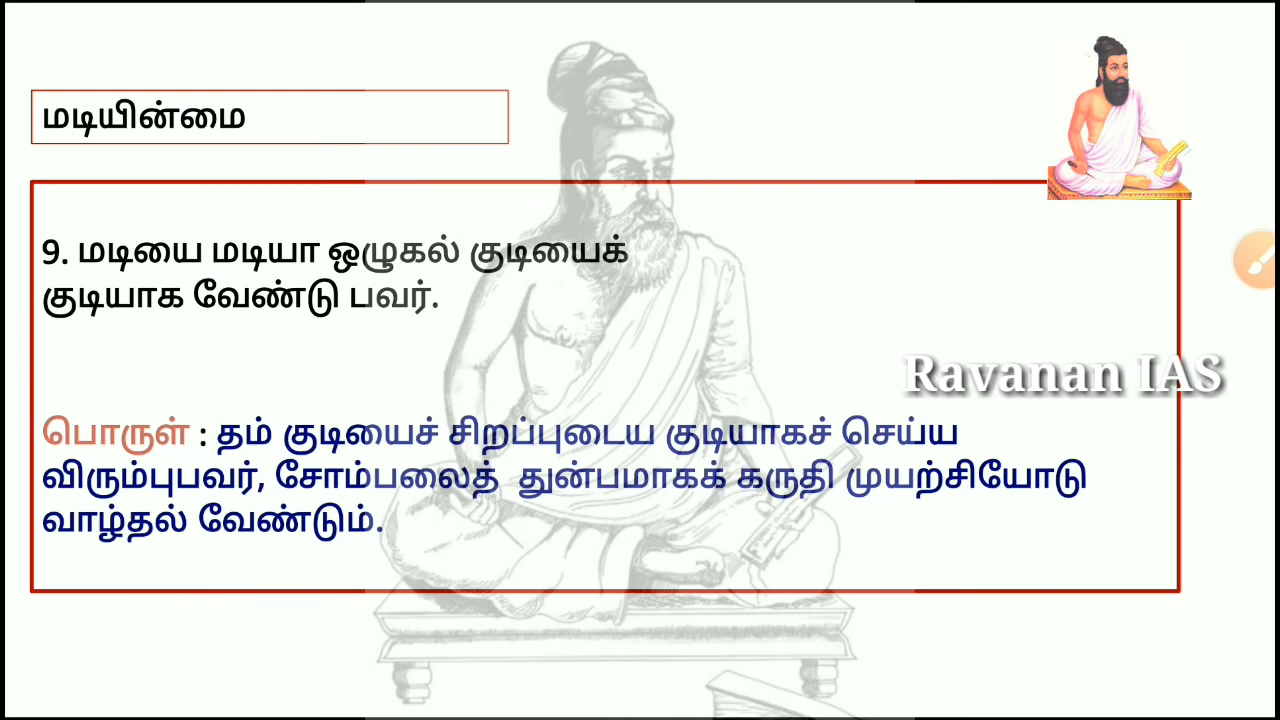 மடியின்மை
9. மடியை மடியா ஒழுகல் குடியைக்
குடியாக வேண்டு பவர்.
Ravanan IAS
பொருள் : தம் குடியைச் சிறப்புடைய குடியாகச் செய்ய
விரும்புபவர், சோம்பலைத் துன்பமாகக் கருதி முயற்சியோடு
வாழ்தல் வேண்டும்.